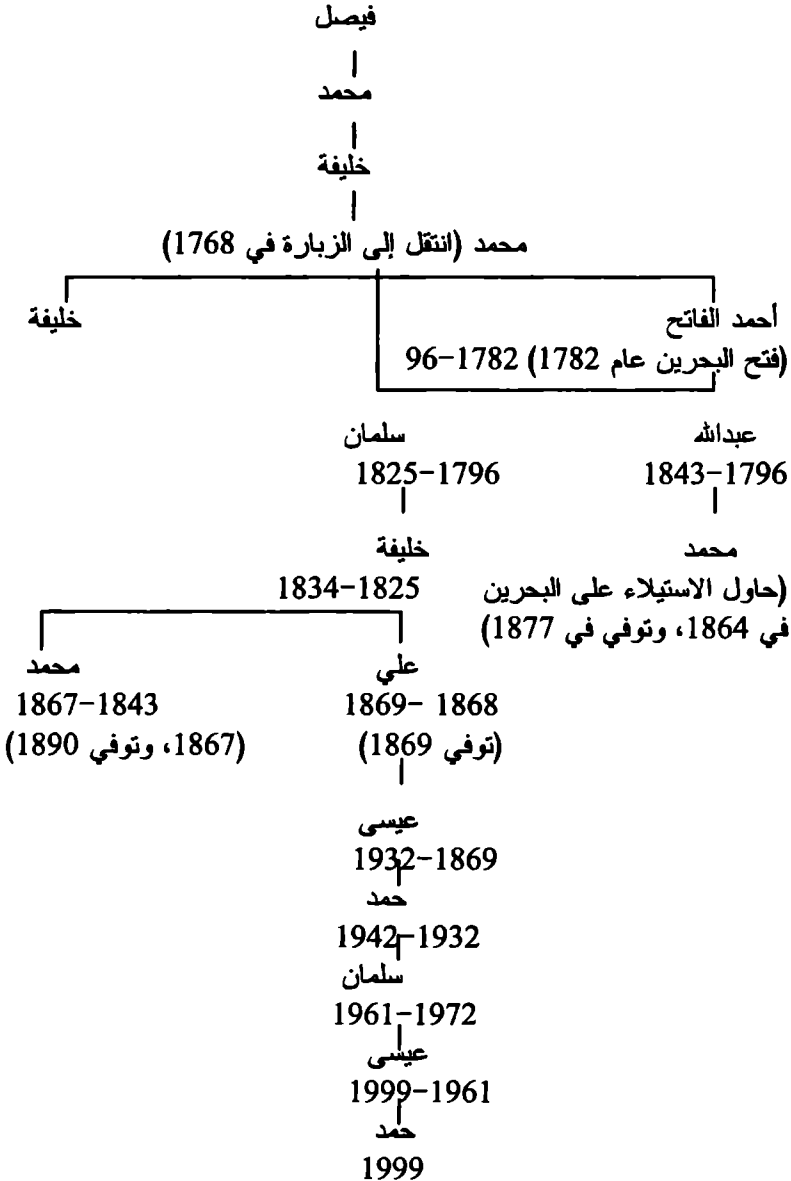 فيصل
محمد
خليفة
محمد (انتقل إلى الزبارة في 1768)
أحمد الفاتح
(فتح البحرين عام 1782) 1782-96
خليفة
عبدالله
1796-1843
سلمان
1796-1825
محمد
(حاول الاستيلاء على البحرين
في 1864، وتوفي في 1877)
خليفة
1825-1834
علي
1868 -1869
(توفي 1869)
محمد
1843-1867
(1867، وتوفي 1890)
عيسى
1869-1932
حمد
1932-1942
سلمان
1972-1961
عيسى
1961-1999
حمد
1999